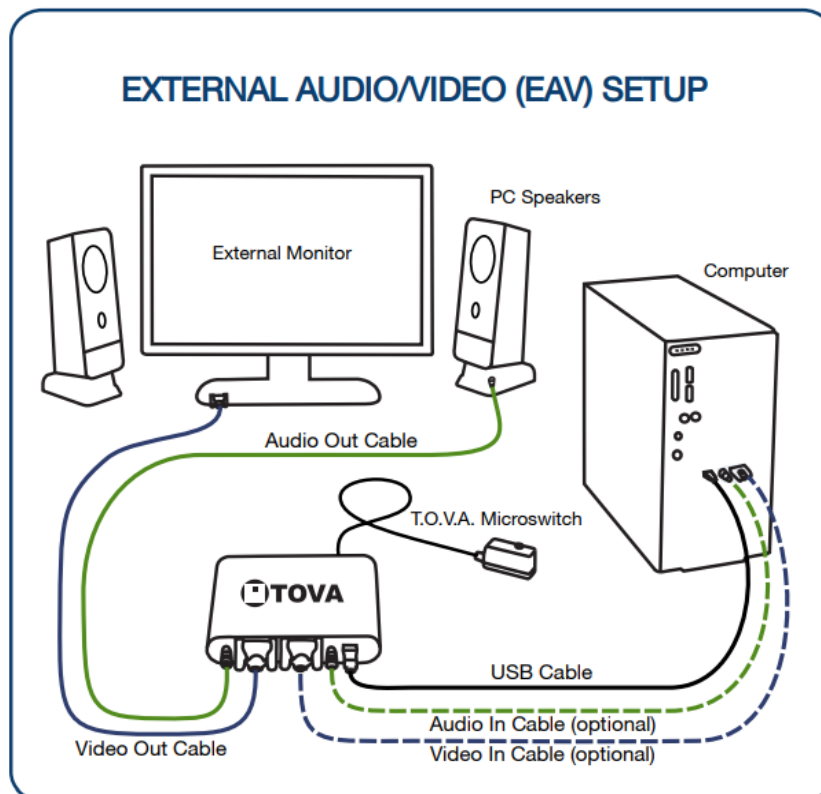 EXTERNAL AUDIO/VIDEO (EAV) SETUP
PC Speakers
External Monitor
Computer
Audio Out Cable
T.O.V.A. Microswitch
TOVA
USB Cable
Audio In Cable (optional)
Video Out Cable
Video In Cable (optional)